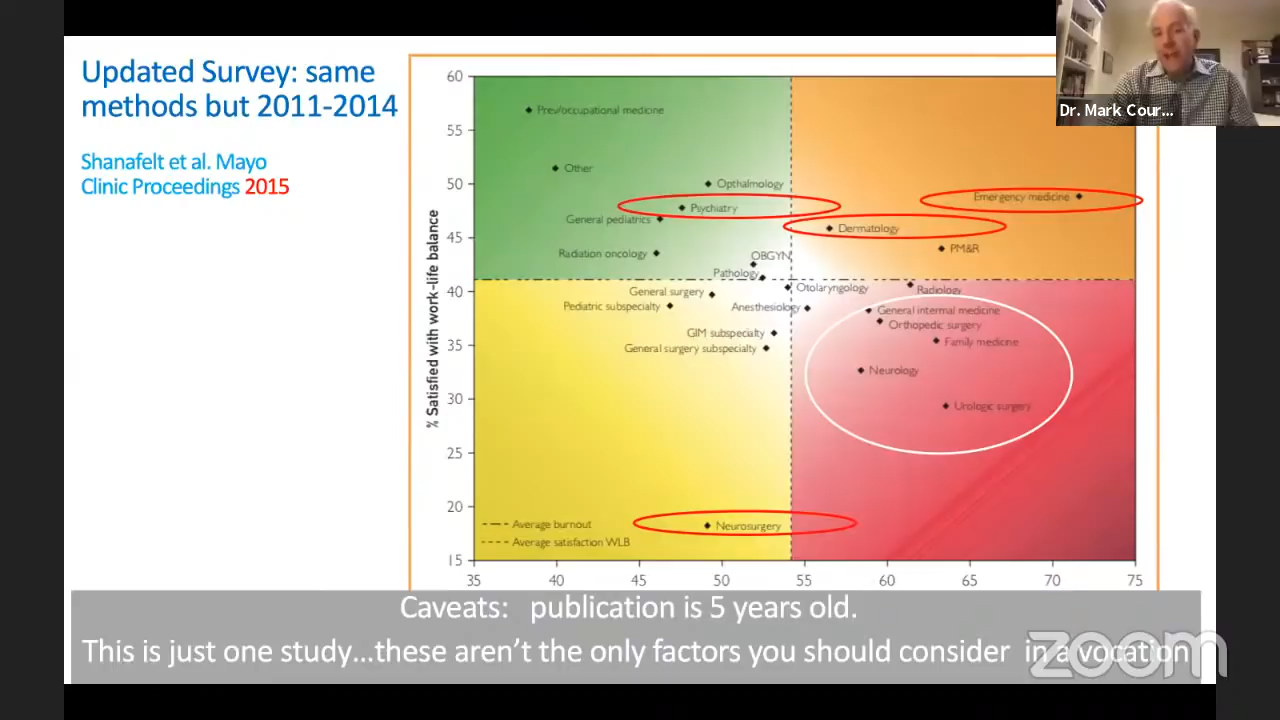 Updated Survey: same
methods but 2011-2014
Shanafelt et al. Mayo
Clinic Proceedings 2015
Dr. Mark Cour...
% Satisfied with work-life balance
60
55
50
45
40
35
30
25
20
15
Prev/occupational medicine
Other
Opthalmology
Psychiatry
General pediatrics
Emergency medicine
Dermatology
PM&R
Radiation oncology
OBGYN
Pathology
Otolaryngology
Radiology
General surgery
Pediatric subspecialty
Anesthesiology
General internal medicine
Orthopedic surgery
GIM subspecialty
Family medicine
General surgery subspecialty
Neurology
Urologic surgery
Neurosurgery
Average burnout
Average satisfaction WLB
35 40 45 50 55 60 65 70 75
Caveats: publication is 5 years old.
This is just one study...these aren't the only factors you should consider in a vocation
zoom